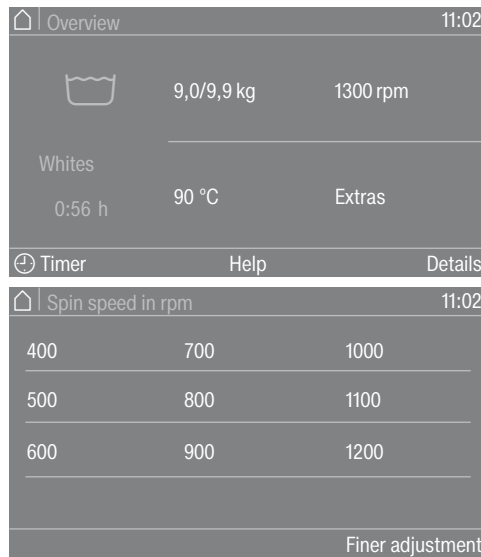 Overview 11:02
9,0/9,9 kg 1300 rpm
Whites
0:56 h
90 °C Extras
Timer Help Details
Spin speed in rpm 11:02
400 700 1000
500 800 1100
600 900 1200
Finer adjustment